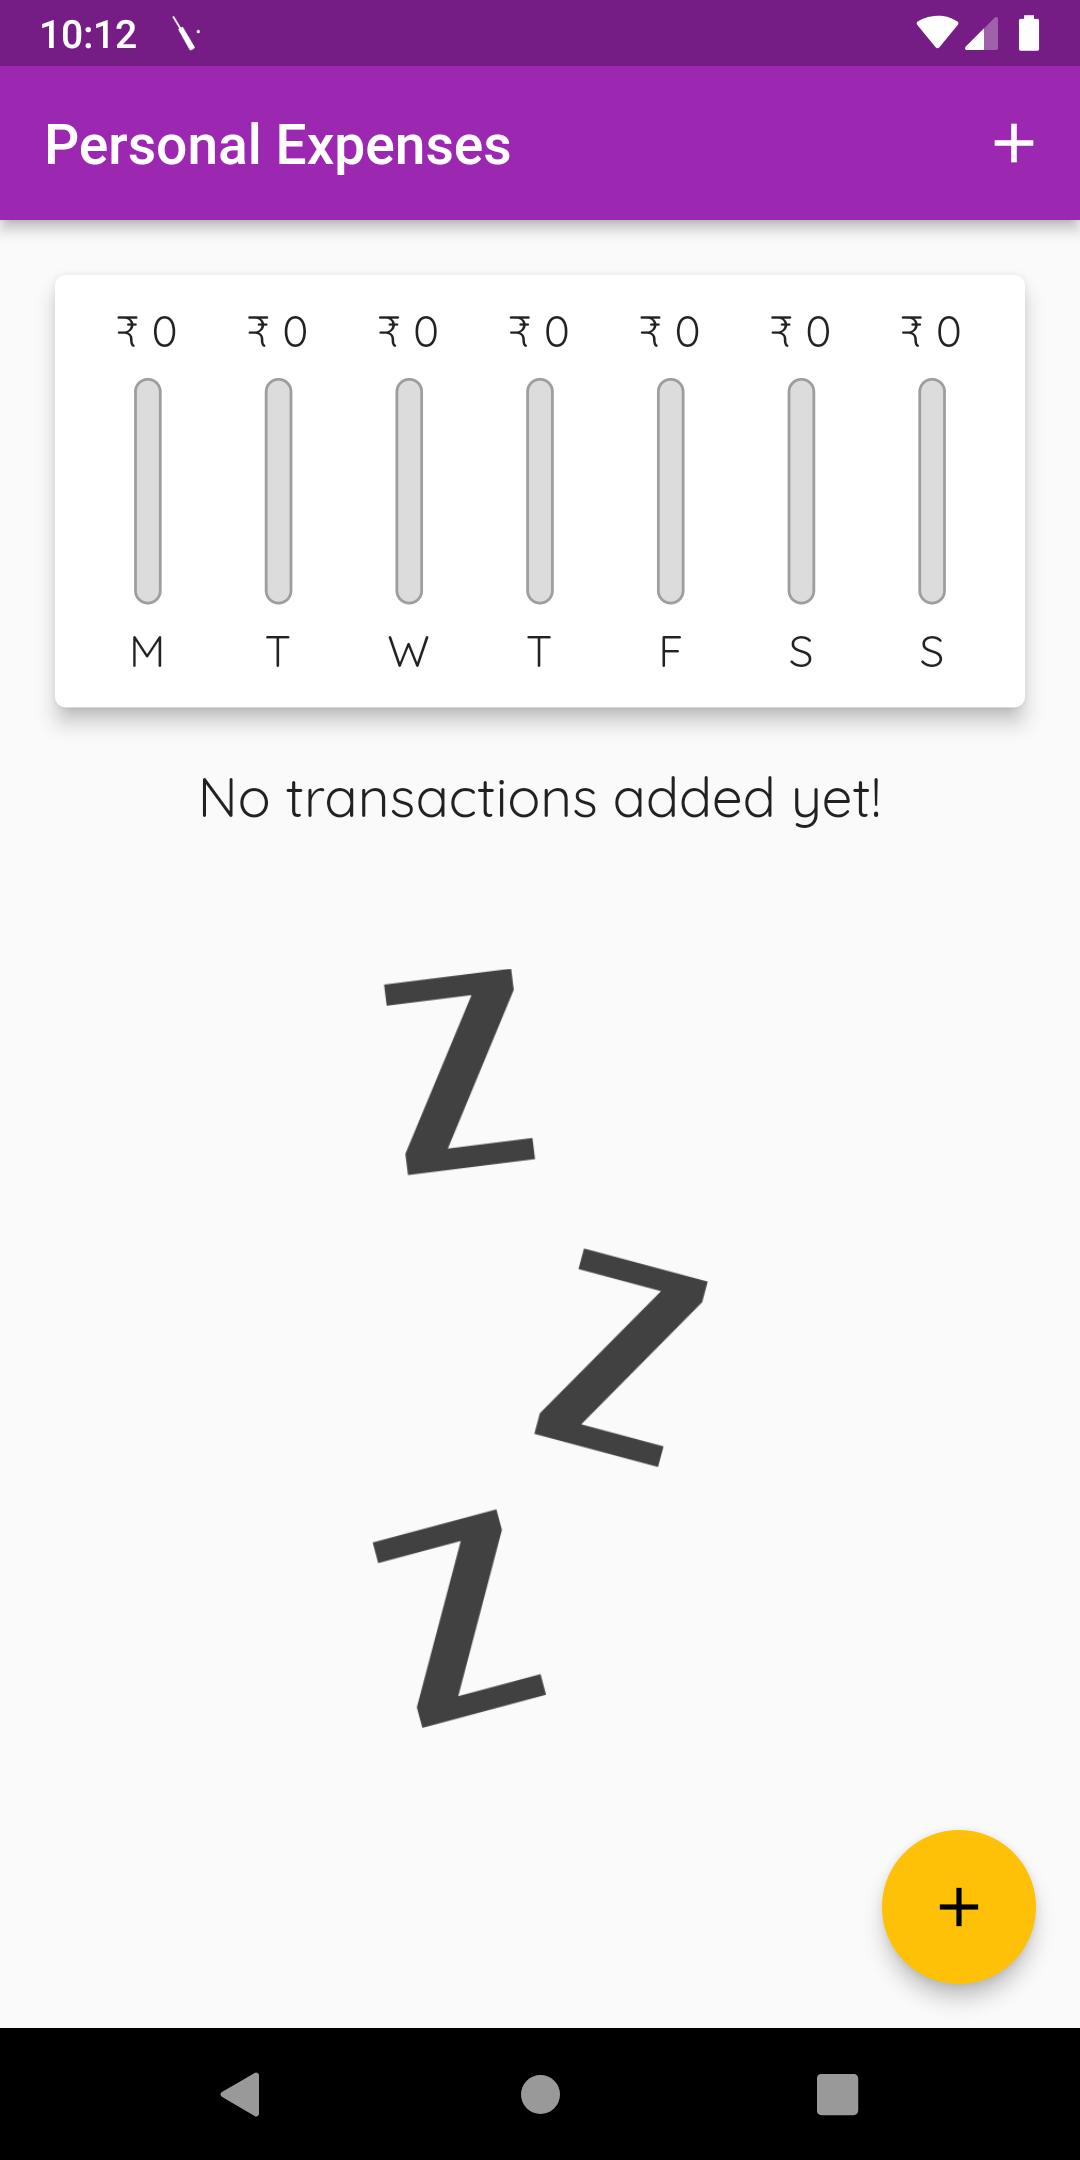 10:12
Personal Expenses
₹ 0 ₹ 0 ₹ 0 ₹ 0 ₹ 0 ₹ 0 ₹ 0
M T W T F S S
No transactions added yet!
Z
Z
Z